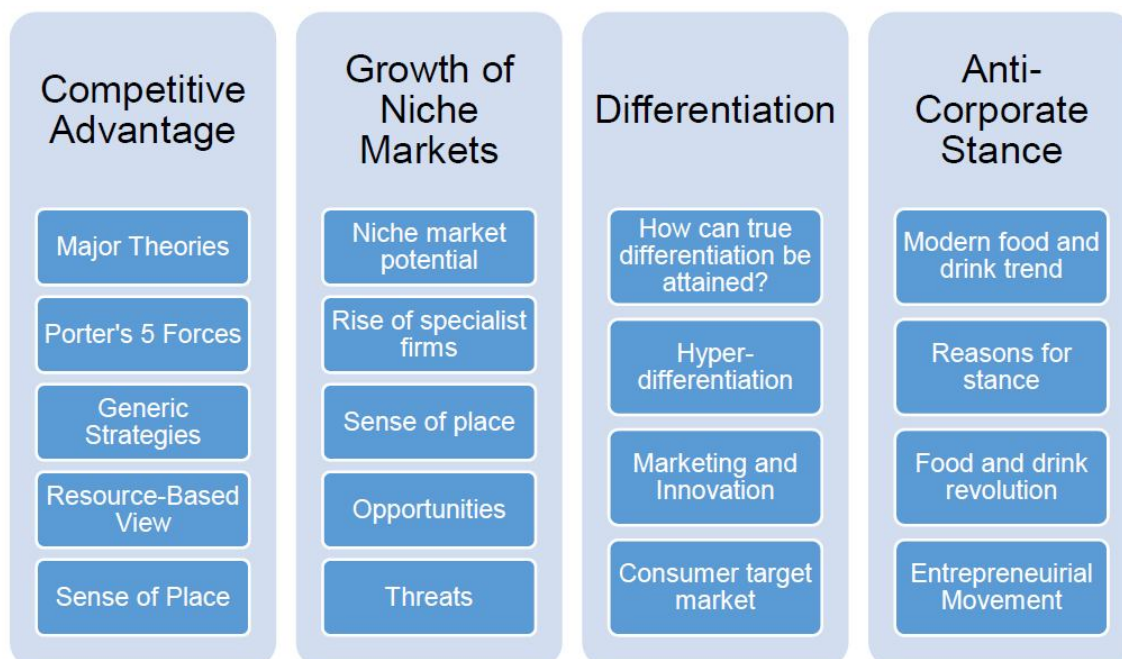 Competitive
Advantage
Major Theories
Porter's 5 Forces
Generic
Strategies
Resource-Based
View
Sense of Place
Growth of
Niche
Markets
Niche market
potential
Rise of specialist
firms
Sense of place
Opportunities
Threats
Differentiation
How can true
differentiation be
attained?
Hyper-
differentiation
Marketing and
Innovation
Consumer target
market
Anti-
Corporate
Stance
Modern food and
drink trend
Reasons for
stance
Food and drink
revolution
Entrepreneuirial
Movement